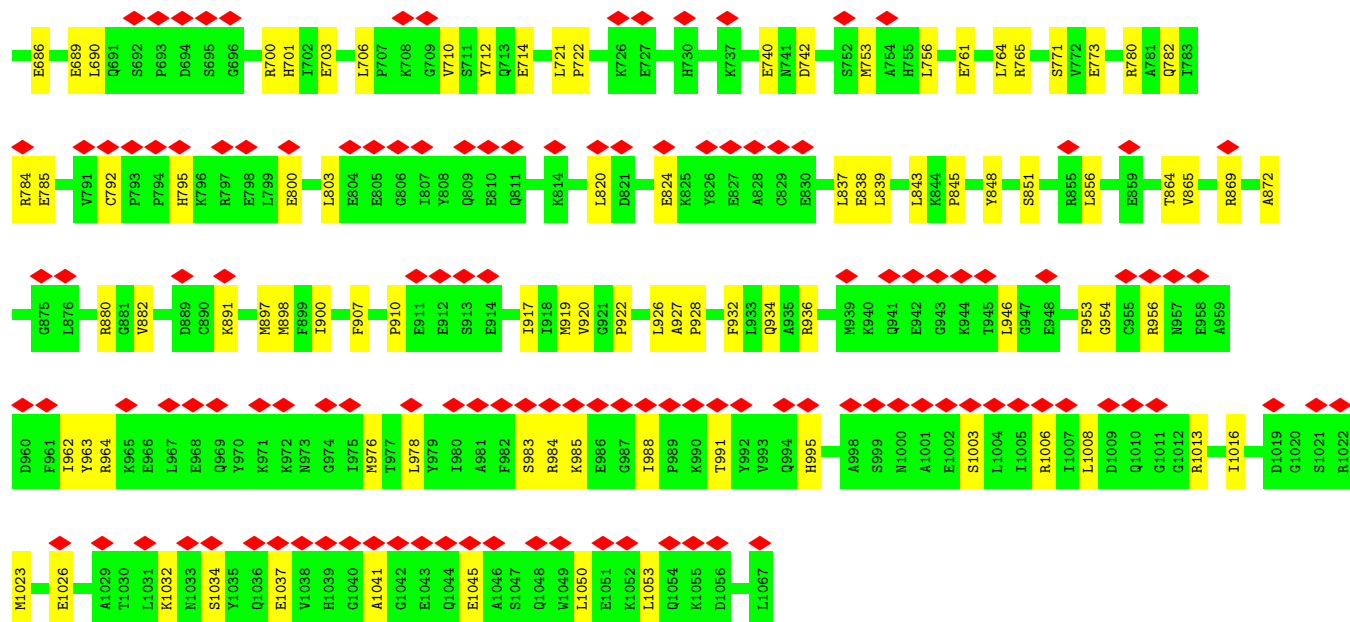 E686 E689 L690 Q691 S692 P693 D694 S695 G696 R700 H701 I702 E703 L706 P707 K708 G709 V710 S711 Y712 Q713 E714 L721 P722 K726 E727 H730 K737 E740 N741 D742 S752 M753 A754 H755 L756 E761 L764 R765 S771 V772 E773 R780 A781 Q782 I783
R784 E785 V791 C792 P793 P794 H795 K796 R797 E798 L799 E800 L803 E804 E805 G806 I807 Y808 Q809 E810 Q811 K814 L820 D821 E824 K825 Y826 E827 A828 C829 E830 L837 E838 L839 L843 K844 P845 Y848 S851 R855 L856 E859 T864 V865 R869 A872
G875 L876 R880 G881 V882 D889 C890 K891 M897 M898 F899 I900 F907 P910 E911 E912 S913 E914 I917 I918 M919 V920 G921 P922 L926 A927 P928 F932 L933 Q934 A935 R936 M939 K940 Q941 E942 G943 K944 T945 L946 G947 E948 F953 G954 C955 R956 N957 E958 A959
D960 F961 I962 Y963 R964 K965 E966 L967 E968 Q969 Y970 K971 K972 N973 G974 I975 M976 T977 L978 Y979 I980 A981 F982 S983 R984 K985 E986 G987 I988 P989 K990 T991 Y992 V993 Q994 H995 A998 S999 N1000 A1001 E1002 S1003 L1004 I1005 R1006 I1007 L1008 D1009 Q1010 G1011 G1012 R1013 I1016 D1019 G1020 S1021 R1022
M1023 E1026 A1029 T1030 L1031 K1032 N1033 S1034 Y1035 Q1036 E1037 V1038 H1039 G1040 A1041 G1042 E1043 Q1044 E1045 A1046 S1047 Q1048 W1049 L1050 E1051 K1052 L1053 Q1054 K1055 D1056 L1067